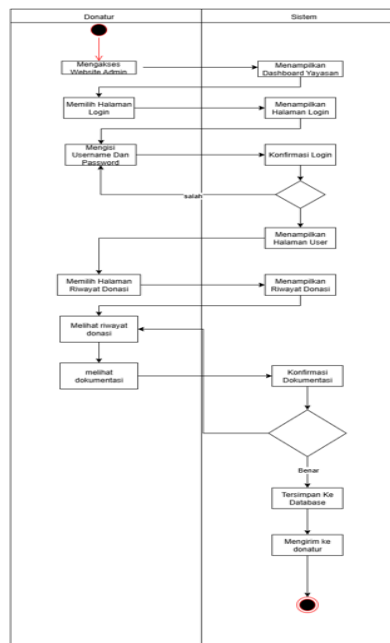 Donatur
Sistem
Mengakses
Website Admin
Menampilkan
Dashboard Yayasan
Memilih Halaman
Login
Menampilkan
Halaman Login
Mengisi
Username Dan
Password
Konfirmasi Login
salah
Menampilkan
Halaman User
Memilih Halaman
Riwayat Donasi
Menampilkan
Riwayat Donasi
Melihat riwayat
donasi
melihat
dokumentasi
Konfirmasi
Dokumentasi
Benar
Tersimpan Ke
Database
Mengirim ke
donatur